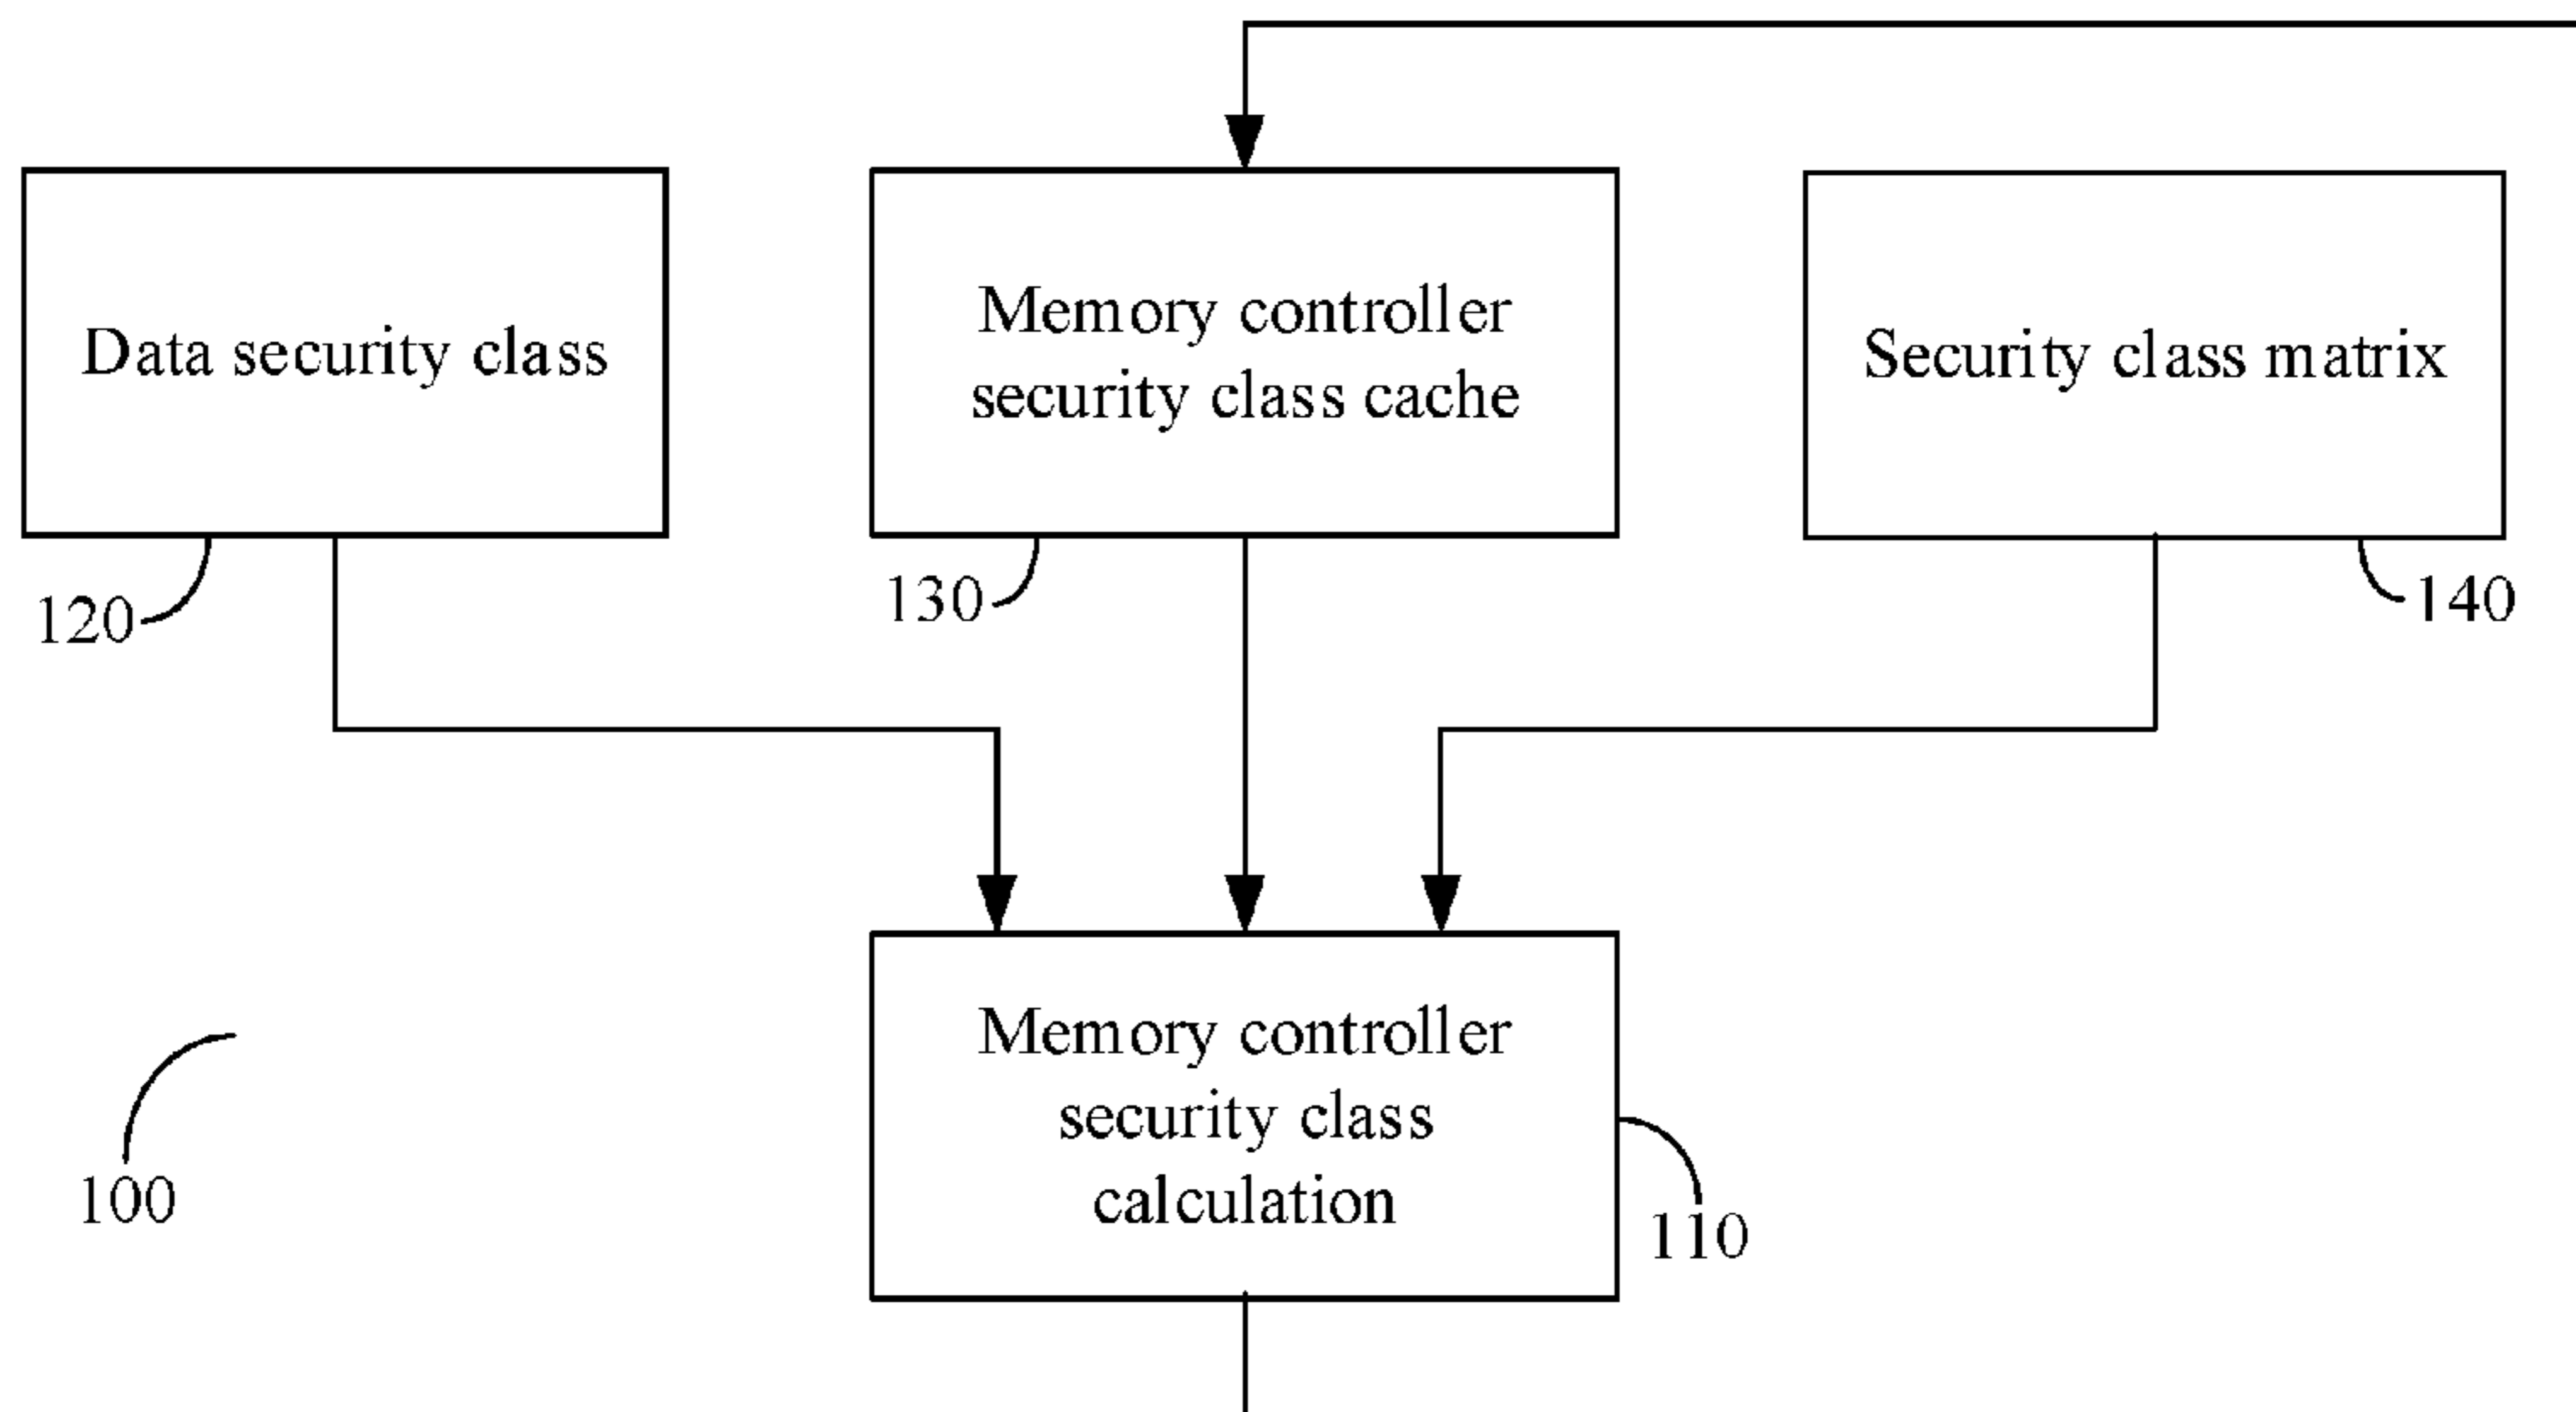 Data security class
Memory controller
security class cache
Security class matrix
120
130
140
Memory controller
security class
calculation
100
110